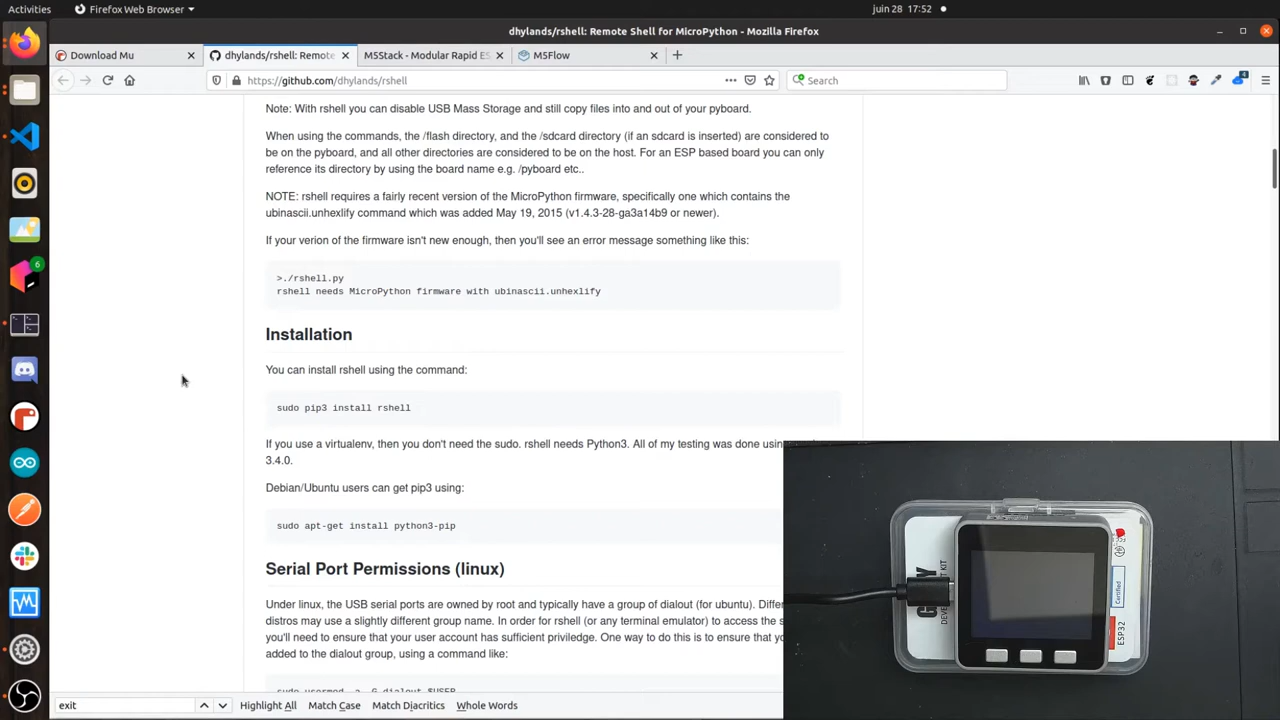 Activities
Firefox Web Browser
juin 28 17:52
dhylands/rshell: Remote Shell for MicroPython - Mozilla Firefox
Download Mu
dhylands/rshell: Remote
M5Stack - Modular Rapid ES
M5Flow
https://github.com/dhylands/rshell
Search
4
Note: With rshell you can disable USB Mass Storage and still copy files into and out of your pyboard.
When using the commands, the /flash directory, and the /sdcard directory (if an sdcard is inserted) are considered to
be on the pyboard, and all other directories are considered to be on the host. For an ESP based board you can only
reference its directory by using the board name e.g. /pyboard etc..
NOTE: rshell requires a fairly recent version of the MicroPython firmware, specifically one which contains the
ubinascii.unhexlify command which was added May 19, 2015 (v1.4.3-28-ga3a14b9 or newer).
If your verion of the firmware isn't new enough, then you'll see an error message something like this:
>./rshell.py
rshell needs MicroPython firmware with ubinascii.unhexlify
Installation
You can install rshell using the command:
sudo pip3 install rshell
If you use a virtualenv, then you don't need the sudo. rshell needs Python3. All of my testing was done usin
3.4.0.
Debian/Ubuntu users can get pip3 using:
sudo apt-get install python3-pip
Serial Port Permissions (linux)
Under linux, the USB serial ports are owned by root and typically have a group of dialout (for ubuntu). Differ
distros may use a slightly different group name. In order for rshell (or any terminal emulator) to access the s
you'll need to ensure that your user account has sufficient priviledge. One way to do this is to ensure that yo
added to the dialout group, using a command like:
sudo usermod -a -G dialout $USER
6
ESP32
Certified
exit
Highlight All
Match Case
Match Diacritics
Whole Words